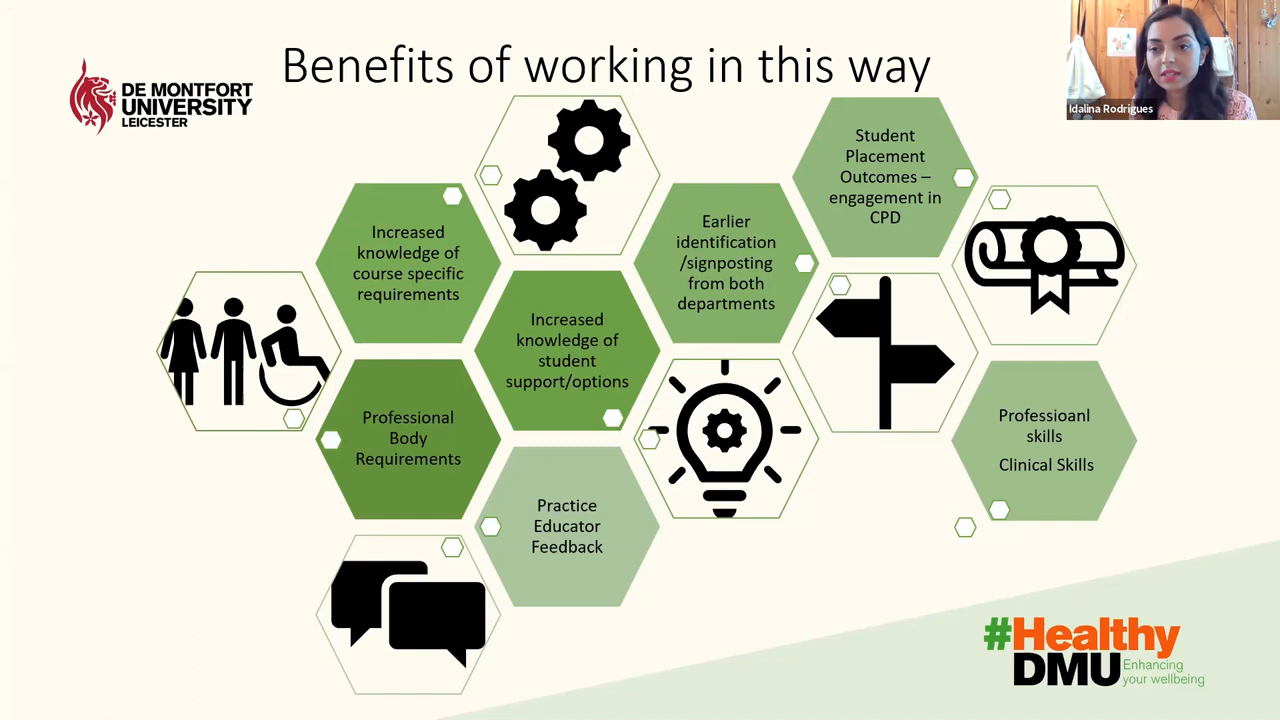 Benefits of working in this way
DE MONTFORT
UNIVERSITY
LEICESTER
Idalina Rodrigues
Increased
knowledge of
course specific
requirements
Professional
Body
Requirements
Increased
knowledge of
student
support/options
Practice
Educator
Feedback
Earlier
identification
/signposting
from both
departments
Student
Placement
Outcomes –
engagement in
CPD
Professioanl
skills
Clinical Skills
#Healthy
DMU
Enhancing
your wellbeing